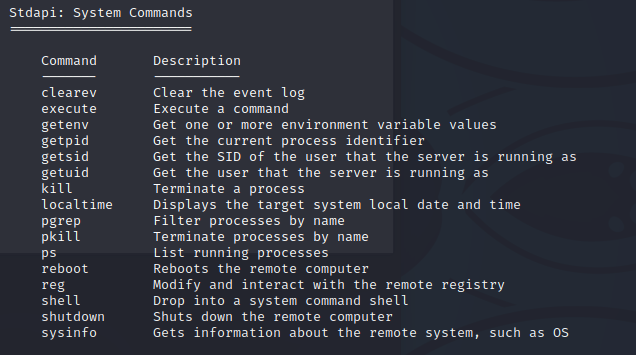 Stdapi: System Commands
=======================
Command Description
------- -----------
clearev Clear the event log
execute Execute a command
getenv Get one or more environment variable values
getpid Get the current process identifier
getsid Get the SID of the user that the server is running as
getuid Get the user that the server is running as
kill Terminate a process
localtime Displays the target system local date and time
pgrep Filter processes by name
pkill Terminate processes by name
ps List running processes
reboot Reboots the remote computer
reg Modify and interact with the remote registry
shell Drop into a system command shell
shutdown Shuts down the remote computer
sysinfo Gets information about the remote system, such as OS